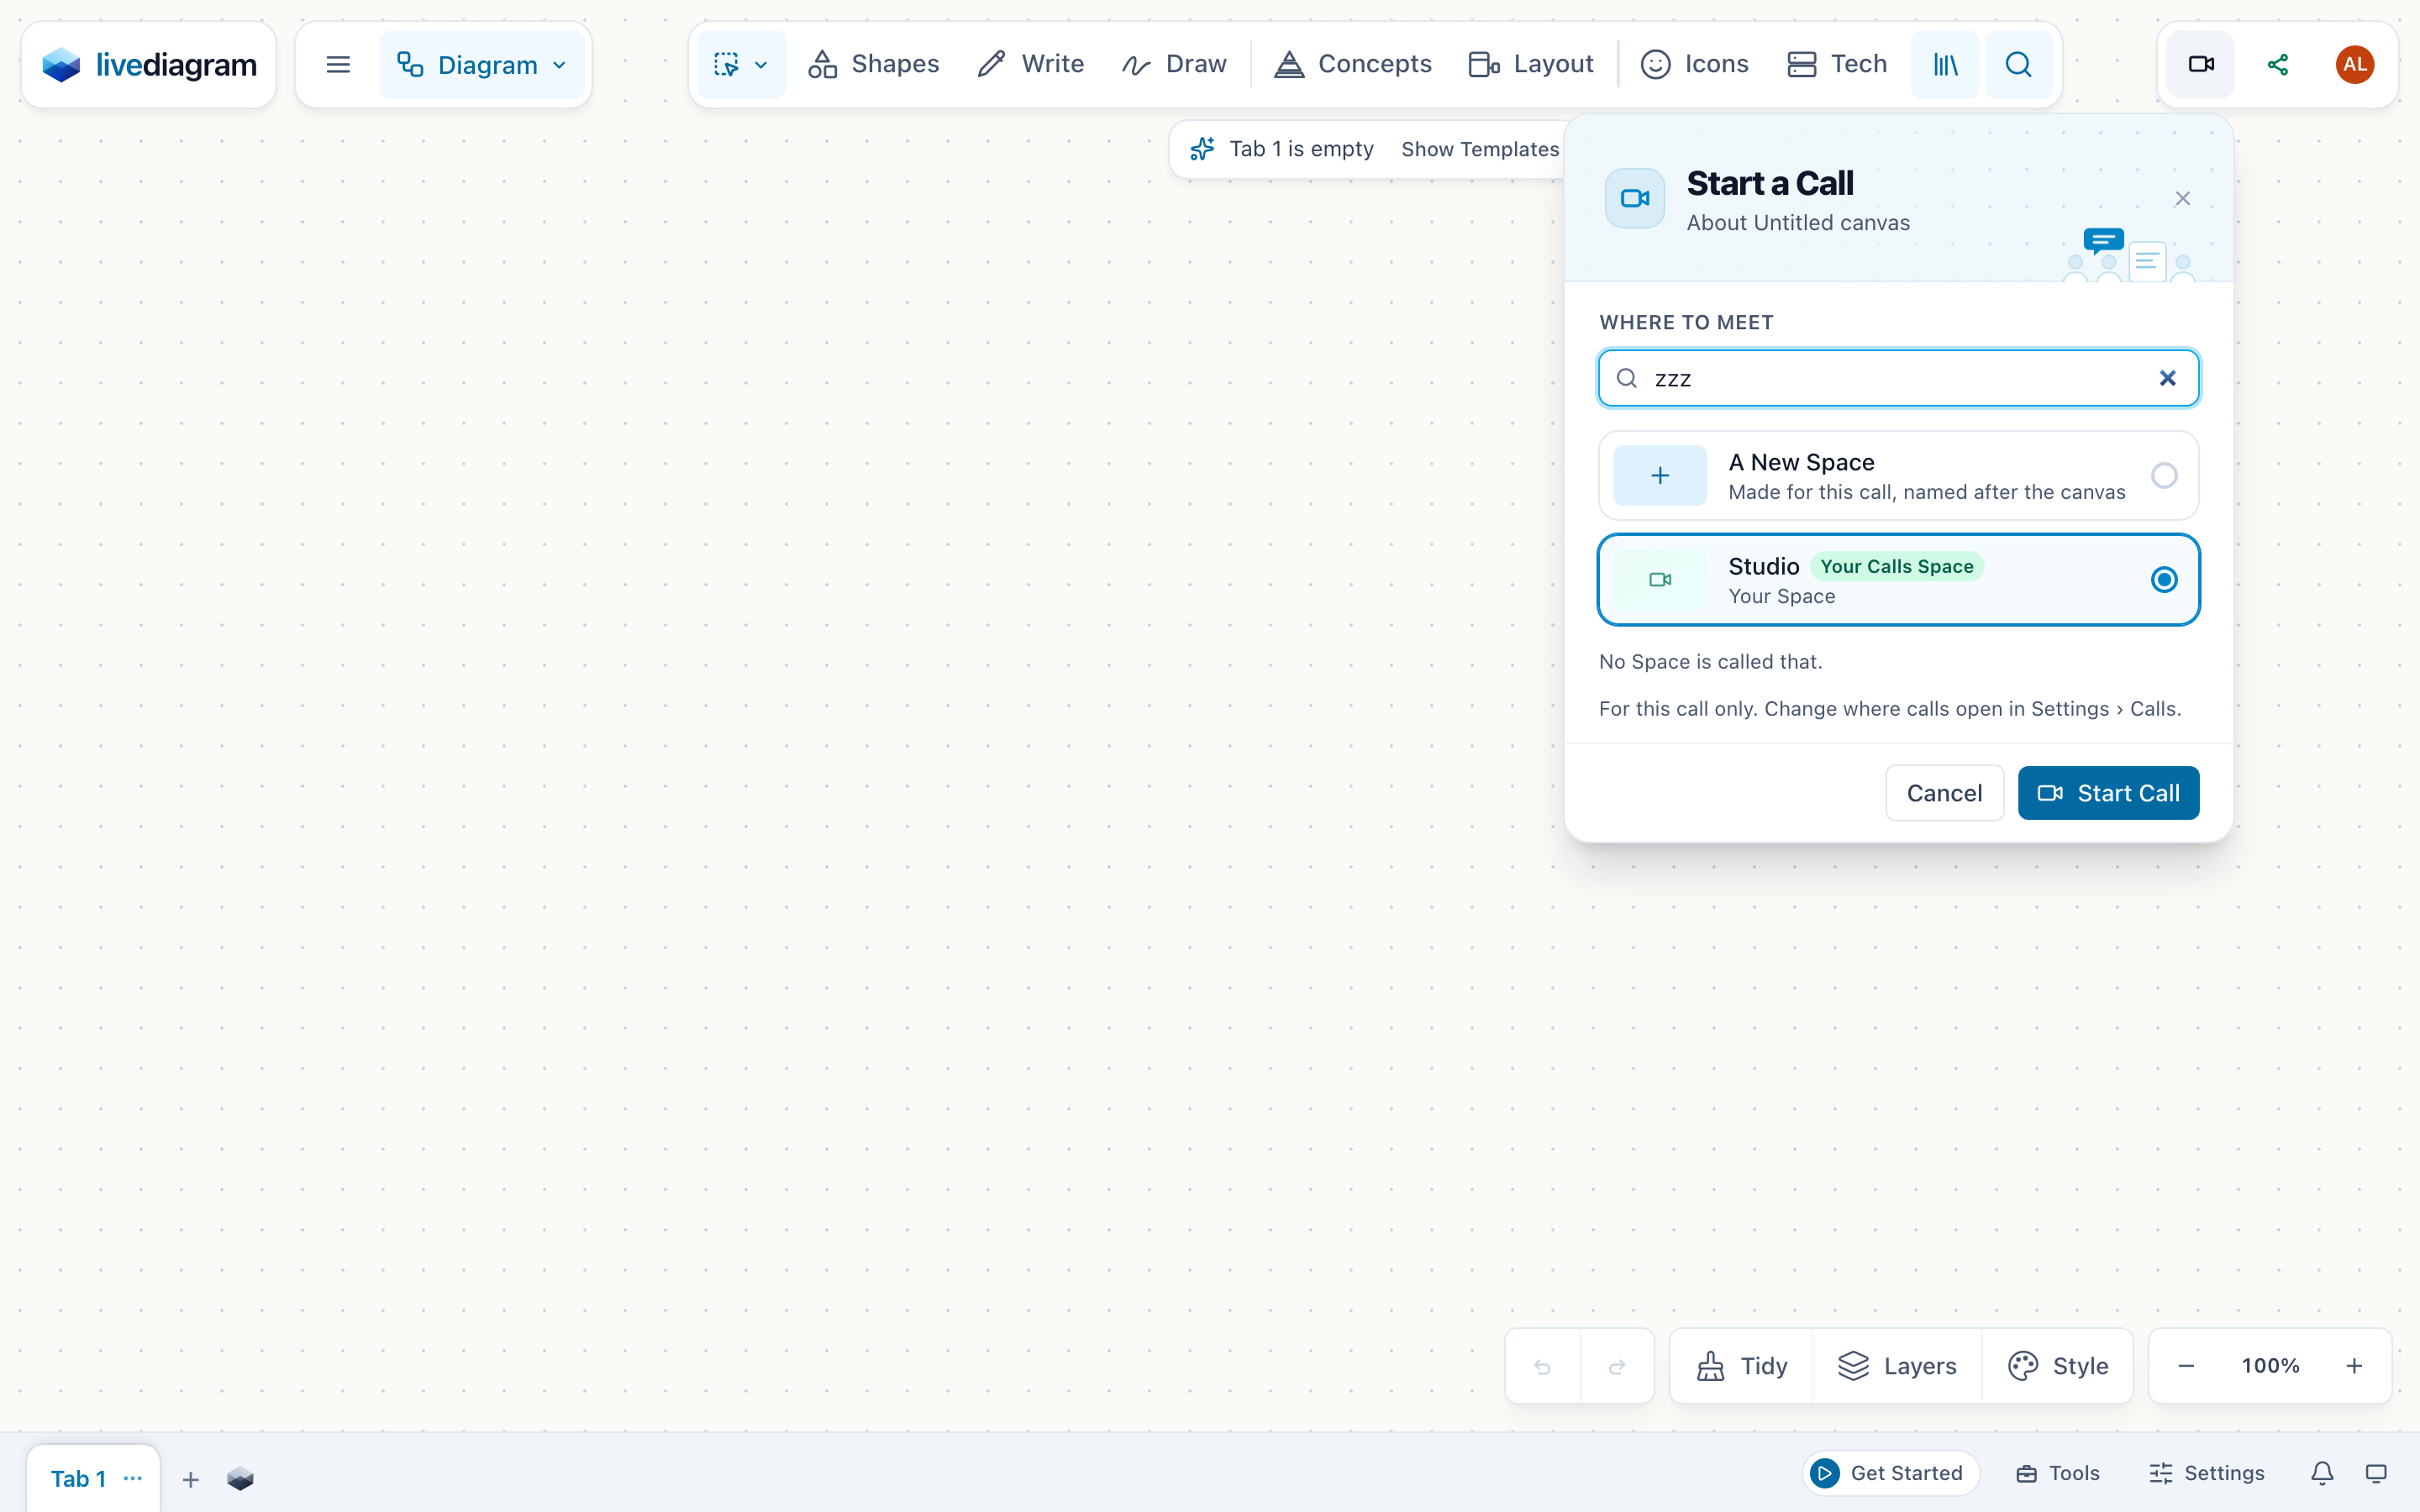 livediagram
Diagram
Shapes
Write
Draw
Concepts
Layout
Icons
Tech
AL
Tab 1 is empty
Show Templates
Start a Call
About Untitled canvas
WHERE TO MEET
zzz
A New Space
Made for this call, named after the canvas
Studio
Your Calls Space
Your Space
No Space is called that.
For this call only. Change where calls open in Settings › Calls.
Cancel
Start Call
Tidy
Layers
Style
100%
Tab 1
Get Started
Tools
Settings